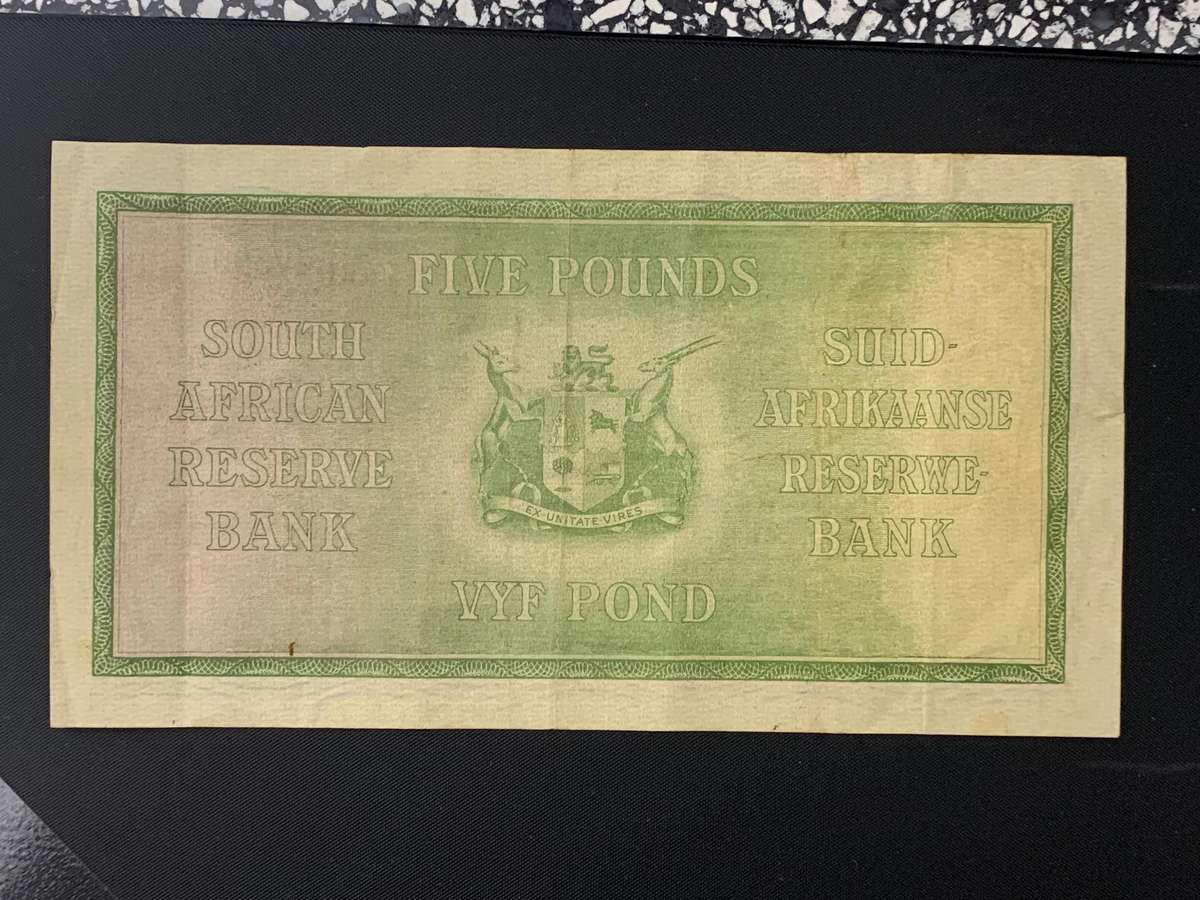 FIVE POUNDS
SOUTH
AFRICAN
RESERVE
BANK
SUID-
AFRIKAANSE
RESERWE-
BANK
EX·UNITATE VIRES
VYF POND